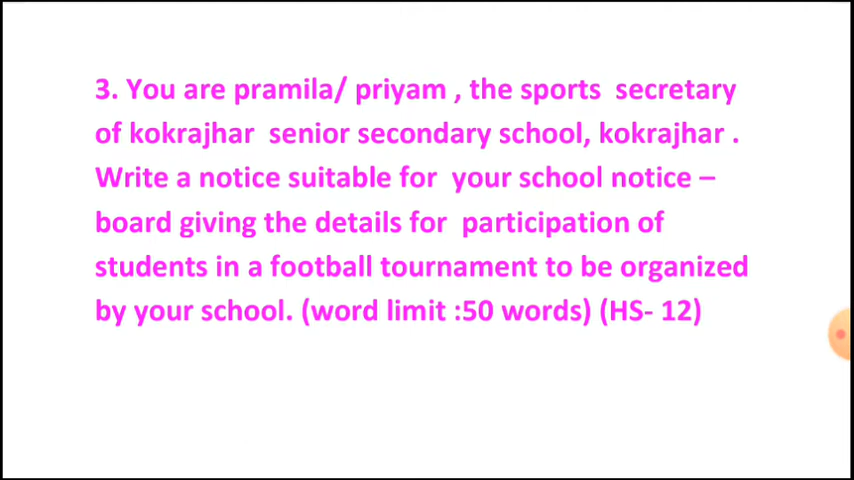 3. You are pramila/ priyam , the sports secretary
of kokrajhar senior secondary school, kokrajhar .
Write a notice suitable for your school notice –
board giving the details for participation of
students in a football tournament to be organized
by your school. (word limit :50 words) (HS- 12)